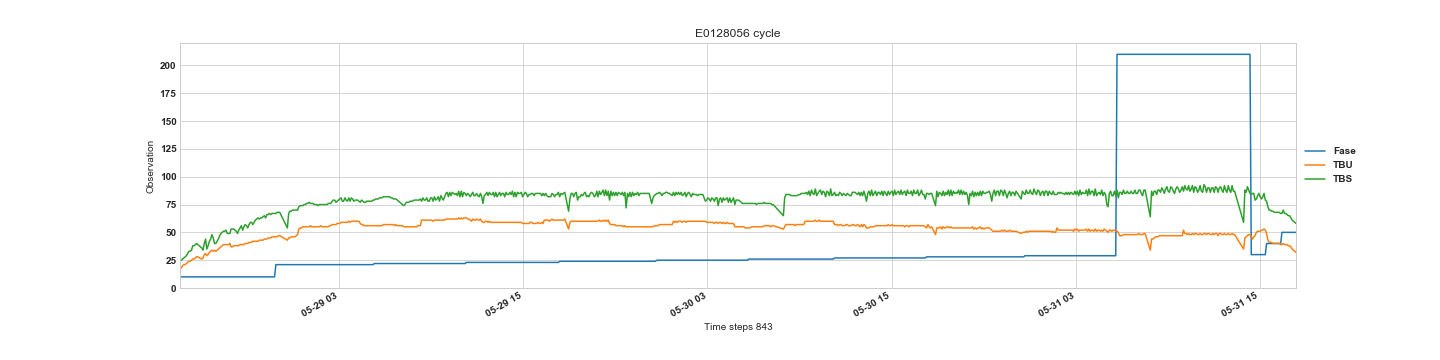 E0128056 cycle
200
175
150
125
100
75
50
25
0
Observation
05-29 03
05-29 15
05-30 03
05-30 15
05-31 03
05-31 15
Time steps 843
Fase
TBU
TBS